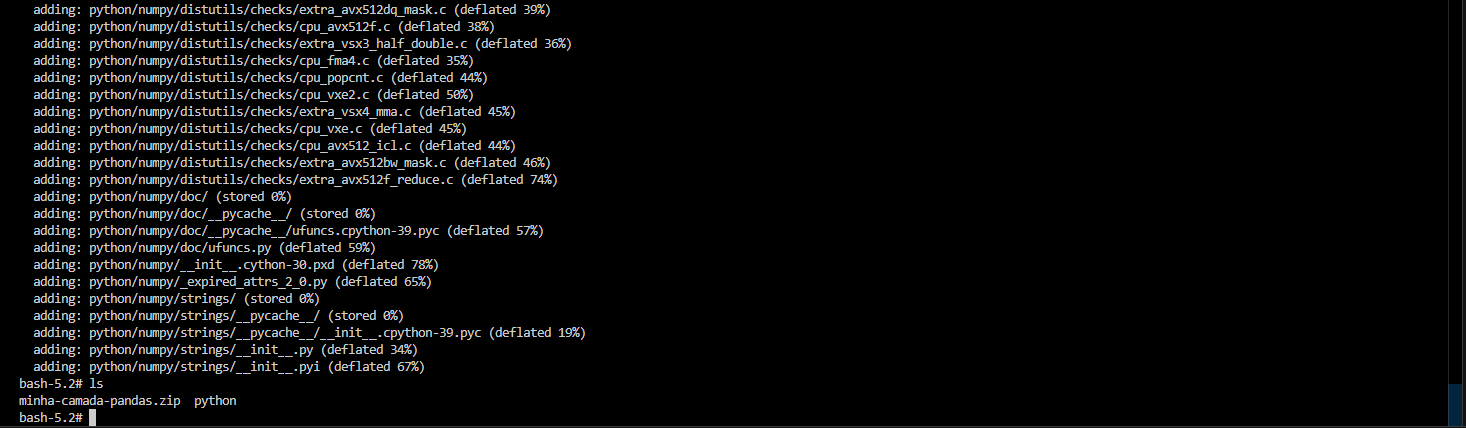 adding: python/numpy/distutils/checks/extra_avx512dq_mask.c (deflated 39%)
adding: python/numpy/distutils/checks/cpu_avx512f.c (deflated 38%)
adding: python/numpy/distutils/checks/extra_vsx3_half_double.c (deflated 36%)
adding: python/numpy/distutils/checks/cpu_fma4.c (deflated 35%)
adding: python/numpy/distutils/checks/cpu_popcnt.c (deflated 44%)
adding: python/numpy/distutils/checks/cpu_vxe2.c (deflated 50%)
adding: python/numpy/distutils/checks/extra_vsx4_mma.c (deflated 45%)
adding: python/numpy/distutils/checks/cpu_vxe.c (deflated 45%)
adding: python/numpy/distutils/checks/cpu_avx512_icl.c (deflated 44%)
adding: python/numpy/distutils/checks/extra_avx512bw_mask.c (deflated 46%)
adding: python/numpy/distutils/checks/extra_avx512f_reduce.c (deflated 74%)
adding: python/numpy/doc/ (stored 0%)
adding: python/numpy/doc/__pycache__/ (stored 0%)
adding: python/numpy/doc/__pycache__/ufuncs.cpython-39.pyc (deflated 57%)
adding: python/numpy/doc/ufuncs.py (deflated 59%)
adding: python/numpy/__init__.cython-30.pxd (deflated 78%)
adding: python/numpy/_expired_attrs_2_0.py (deflated 65%)
adding: python/numpy/strings/ (stored 0%)
adding: python/numpy/strings/__pycache__/ (stored 0%)
adding: python/numpy/strings/__pycache__/__init__.cpython-39.pyc (deflated 19%)
adding: python/numpy/strings/__init__.py (deflated 34%)
adding: python/numpy/strings/__init__.pyi (deflated 67%)
bash-5.2# ls
minha-camada-pandas.zip  python
bash-5.2#